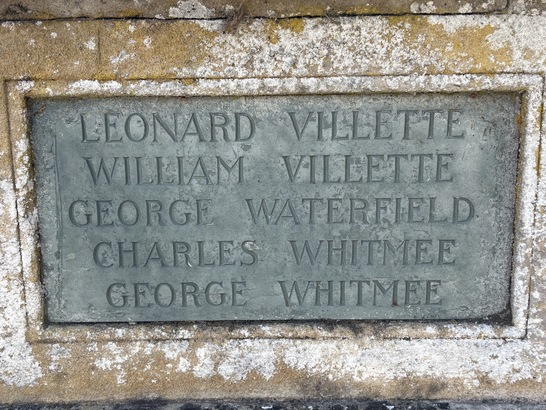 LEONARD VILLETTE
WILLIAM VILLETTE
GEORGE WATERFIELD
CHARLES WHITMEE
GEORGE WHITMEE